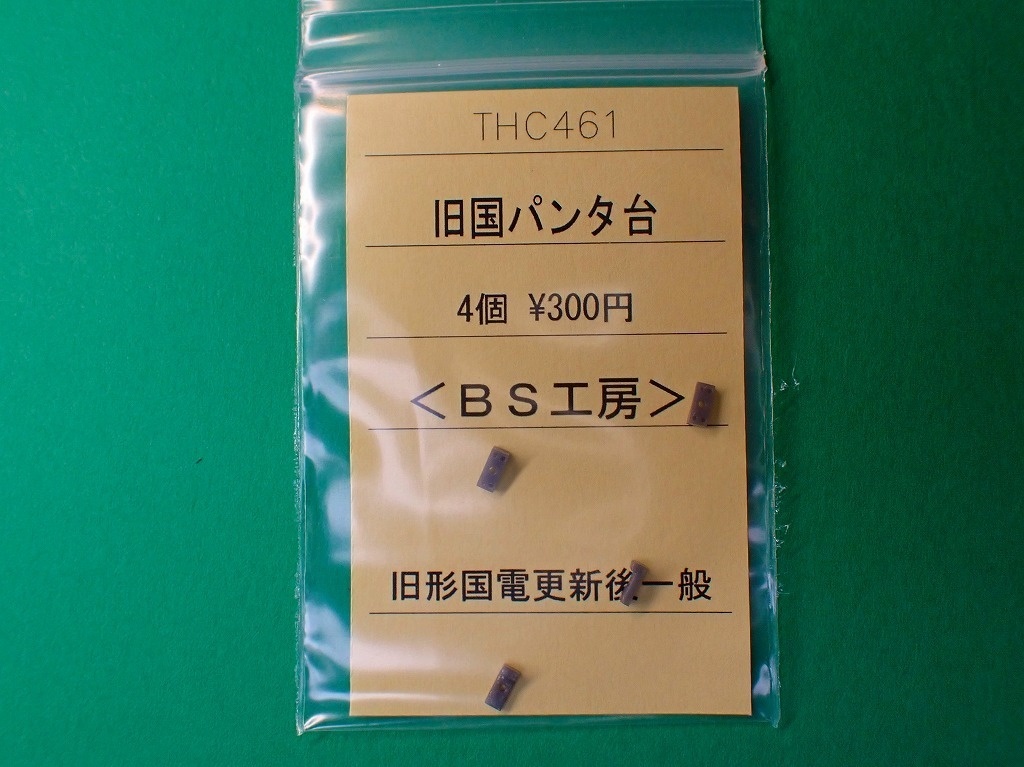 THC461
旧国パンタ台
4個 ¥300円
＜ＢＳ工房＞
旧形国電更新後一般